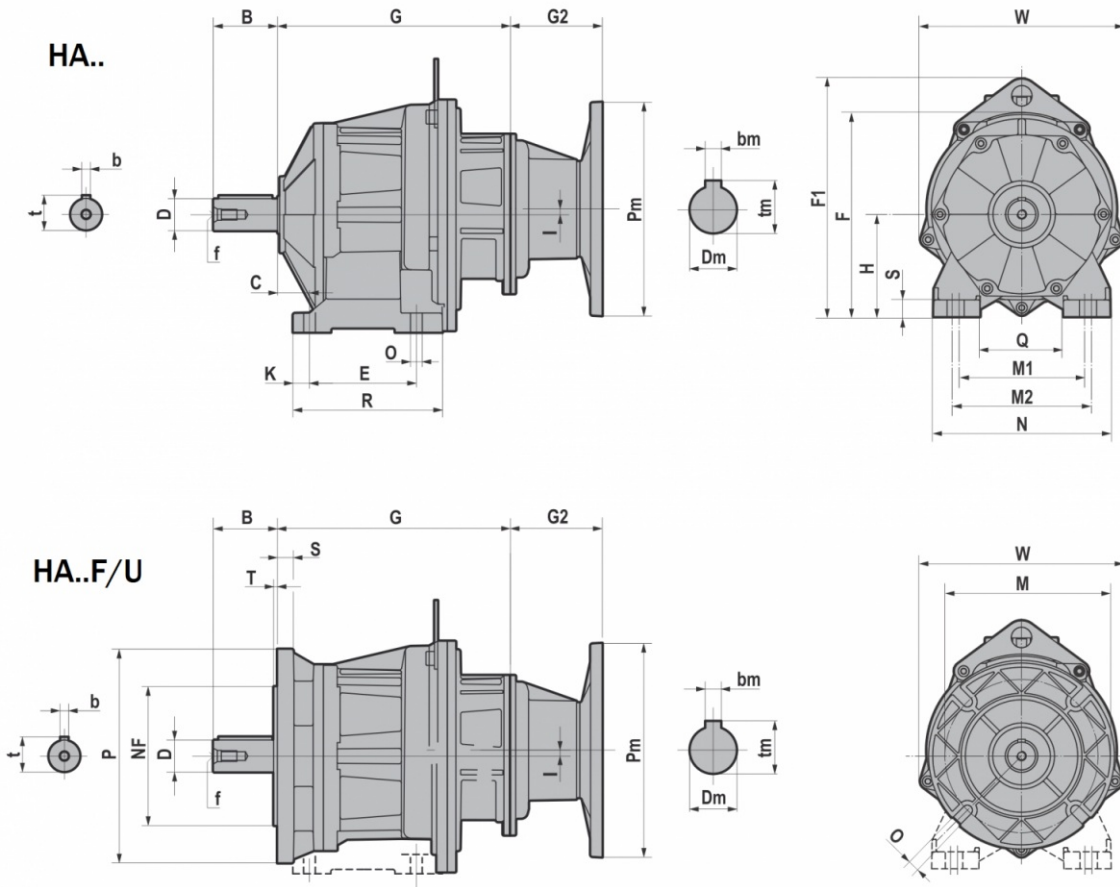 B G G2 W
HA..
b bm
t D f Pm tm F1 F H S
I Dm
C
O Q
K E M1
R M2
N
B G G2 W
S M
HA..F/U T
b bm
t P NF D f Pm tm
I Dm
O